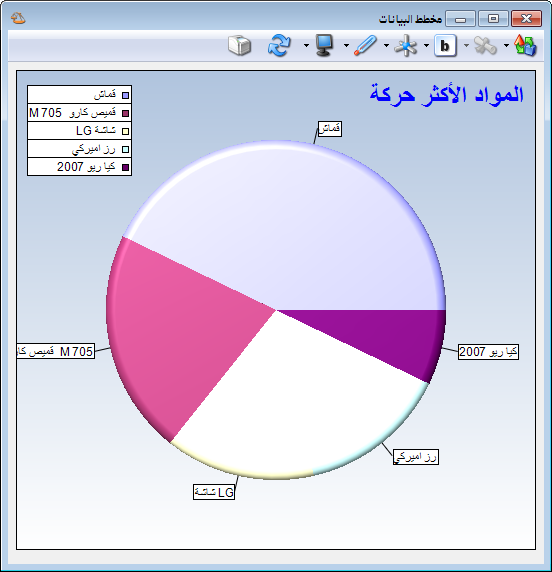 مخطط البيانات
b
المواد الأكثر حركة
قماش
قميص كارو M 705
شاشة LG
رز اميركي
كيا ريو 2007
قماش
كيا ريو 2007
رز اميركي
شاشة LG
M 705 قميص كار